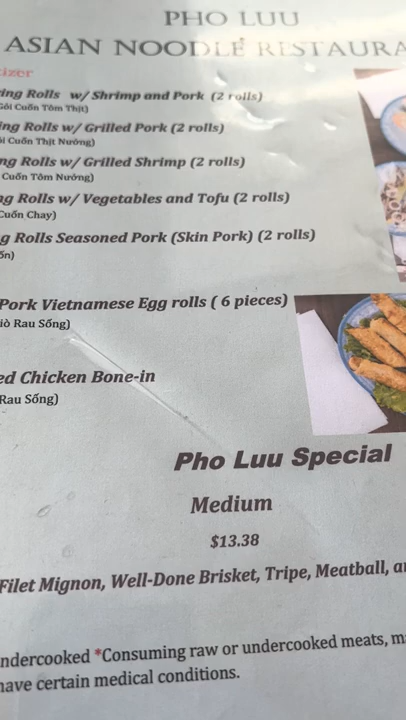 PHO LUU
ASIAN NOODLE RESTAURA
izer
ing Rolls w/ Shrimp and Pork (2 rolls)
Gỏi Cuốn Tôm Thịt)
ing Rolls w/ Grilled Pork (2 rolls)
ỏi Cuốn Thịt Nướng)
ng Rolls w/ Grilled Shrimp (2 rolls)
Cuốn Tôm Nướng)
ng Rolls w/ Vegetables and Tofu (2 rolls)
Cuốn Chay)
g Rolls Seasoned Pork (Skin Pork) (2 rolls)
ốn)
Pork Vietnamese Egg rolls ( 6 pieces)
iò Rau Sống)
ed Chicken Bone-in
Rau Sống)
Pho Luu Special
Medium
$13.38
Filet Mignon, Well-Done Brisket, Tripe, Meatball, a
ndercooked *Consuming raw or undercooked meats, m
have certain medical conditions.